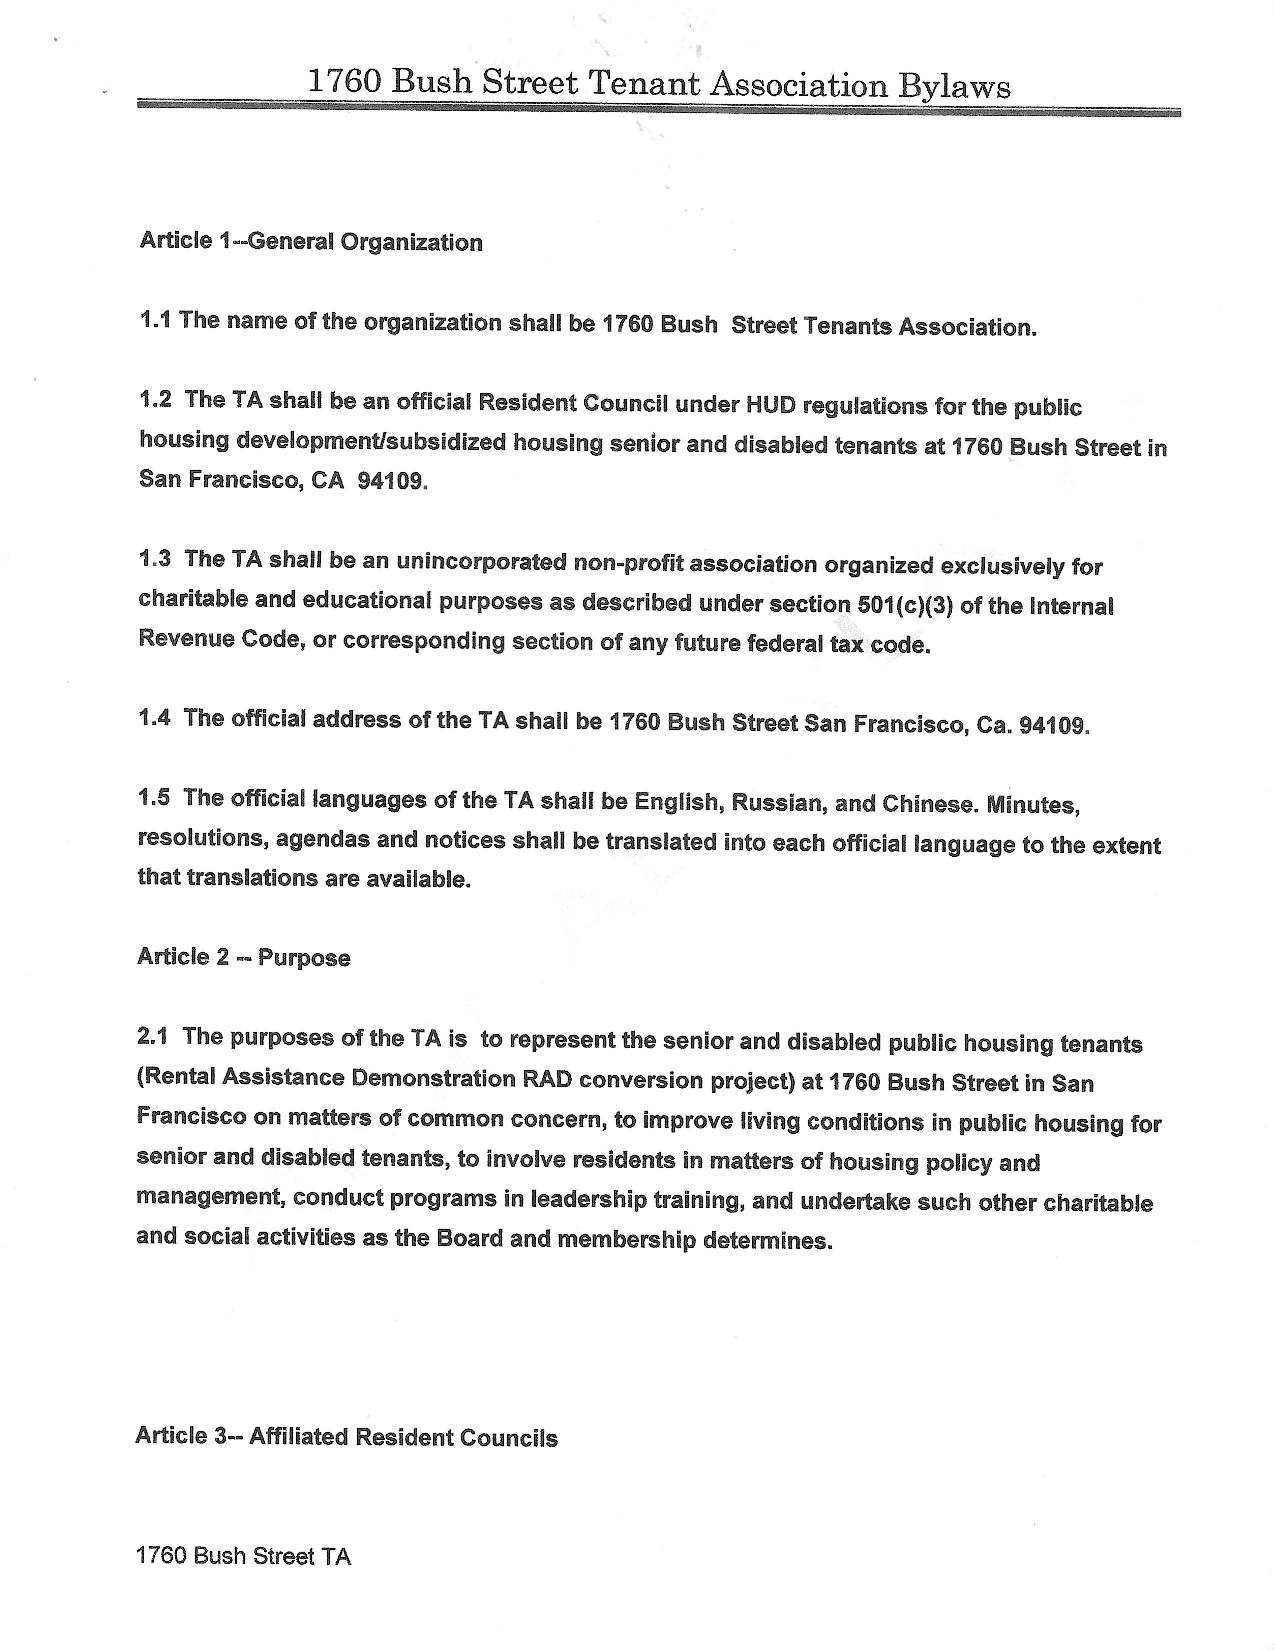 1760 Bush Street Tenant Association Bylaws
Article 1--General Organization
1.1 The name of the organization shall be 1760 Bush  Street Tenants Association.
1.2  The TA shall be an official Resident Council under HUD regulations for the public
housing development/subsidized housing senior and disabled tenants at 1760 Bush Street in
San Francisco, CA  94109.
1.3  The TA shall be an unincorporated non-profit association organized exclusively for
charitable and educational purposes as described under section 501(c)(3) of the Internal
Revenue Code, or corresponding section of any future federal tax code.
1.4  The official address of the TA shall be 1760 Bush Street San Francisco, Ca. 94109.
1.5  The official languages of the TA shall be English, Russian, and Chinese. Minutes,
resolutions, agendas and notices shall be translated into each official language to the extent
that translations are available.
Article 2 -- Purpose
2.1  The purposes of the TA is  to represent the senior and disabled public housing tenants
(Rental Assistance Demonstration RAD conversion project) at 1760 Bush Street in San
Francisco on matters of common concern, to improve living conditions in public housing for
senior and disabled tenants, to involve residents in matters of housing policy and
management, conduct programs in leadership training, and undertake such other charitable
and social activities as the Board and membership determines.
Article 3-- Affiliated Resident Councils
1760 Bush Street TA